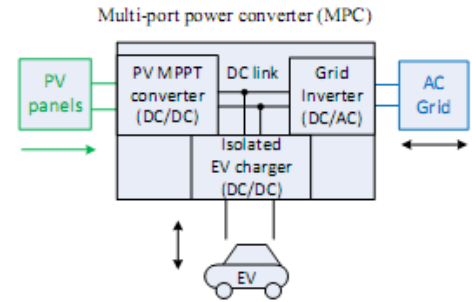 Multi-port power converter (MPC)
PV
panels
PV MPPT
converter
(DC/DC)
DC link
Grid
Inverter
(DC/AC)
AC
Grid
Isolated
EV charger
(DC/DC)
EV